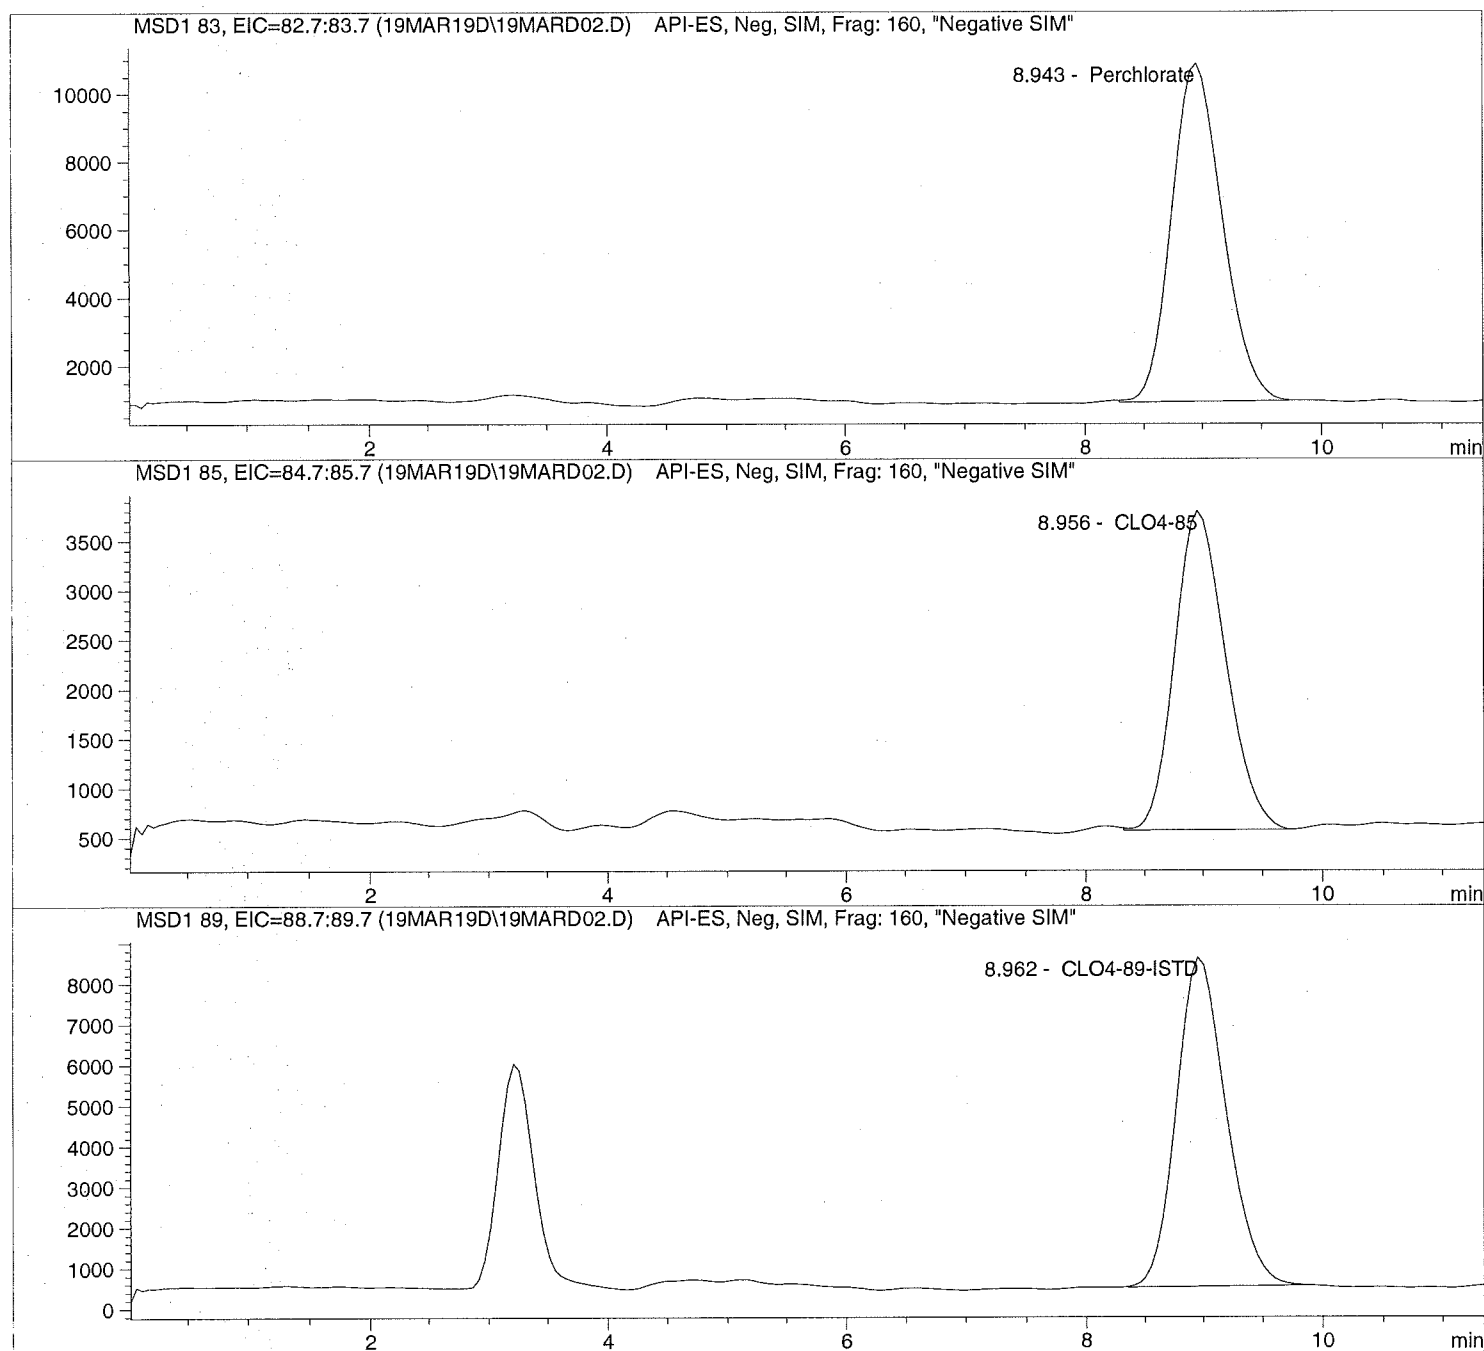 MSD1 83, EIC=82.7:83.7 (19MAR19D\19MARD02.D) API-ES, Neg, SIM, Frag: 160, "Negative SIM"
8.943 - Perchlorate
10000
8000
6000
4000
2000
2 4 6 8 10 min
MSD1 85, EIC=84.7:85.7 (19MAR19D\19MARD02.D) API-ES, Neg, SIM, Frag: 160, "Negative SIM"
8.956 - CLO4-85
3500
3000
2500
2000
1500
1000
500
2 4 6 8 10 min
MSD1 89, EIC=88.7:89.7 (19MAR19D\19MARD02.D) API-ES, Neg, SIM, Frag: 160, "Negative SIM"
8.962 - CLO4-89-ISTD
8000
7000
6000
5000
4000
3000
2000
1000
0
2 4 6 8 10 min